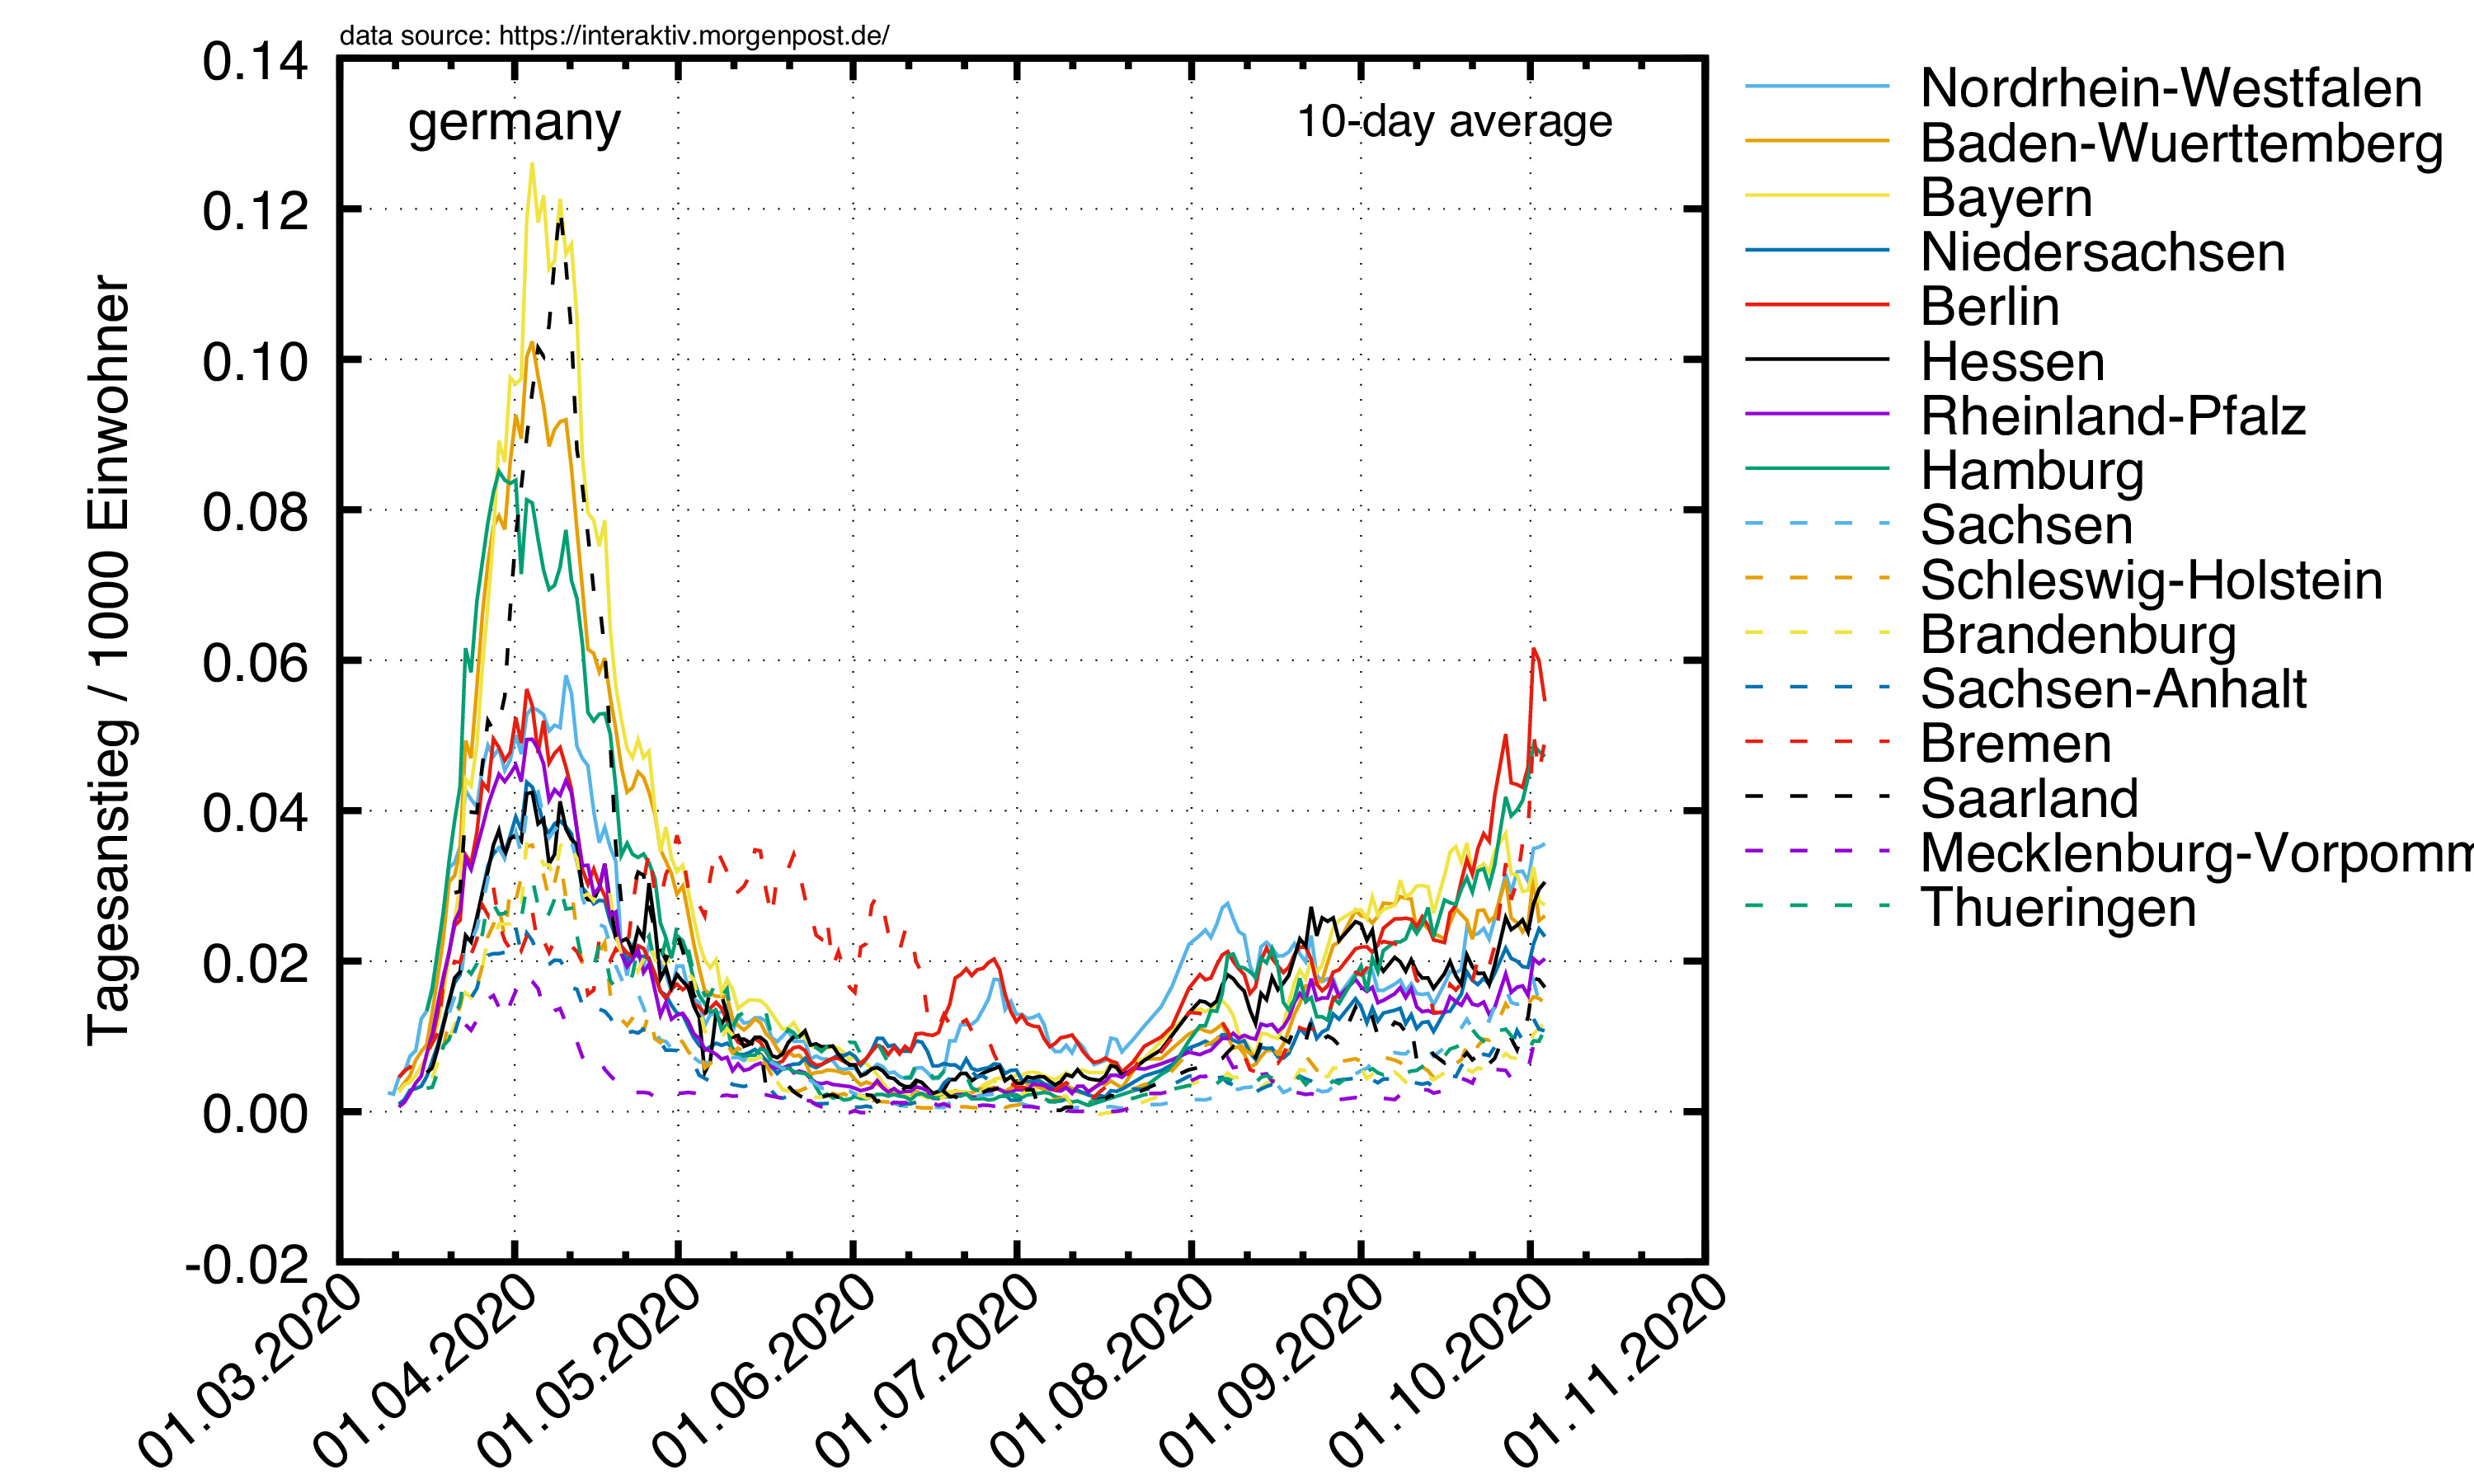 data source: https://interaktiv.morgenpost.de/
germany
10-day average
Tagesanstieg / 1000 Einwohner
0.14
0.12
0.10
0.08
0.06
0.04
0.02
0.00
-0.02
01.03.2020
01.04.2020
01.05.2020
01.06.2020
01.07.2020
01.08.2020
01.09.2020
01.10.2020
01.11.2020
Nordrhein-Westfalen
Baden-Wuerttemberg
Bayern
Niedersachsen
Berlin
Hessen
Rheinland-Pfalz
Hamburg
Sachsen
Schleswig-Holstein
Brandenburg
Sachsen-Anhalt
Bremen
Saarland
Mecklenburg-Vorpomm
Thueringen